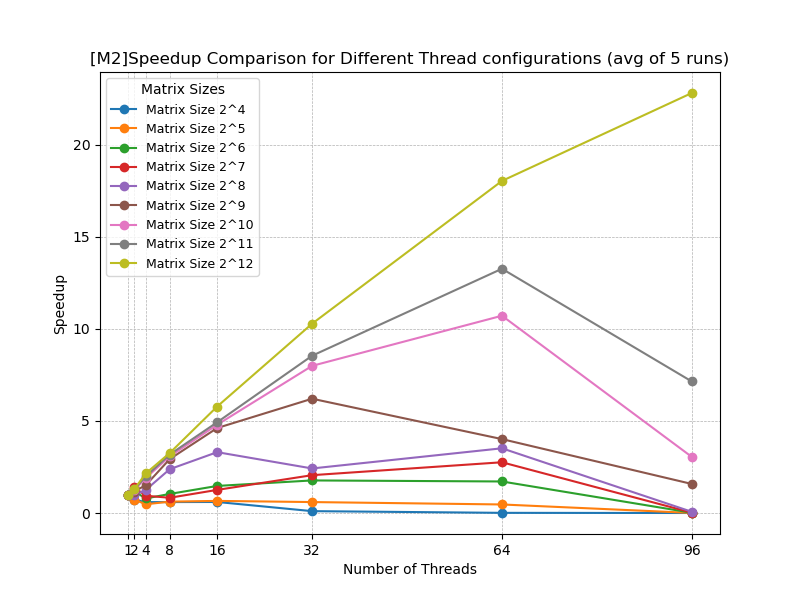 [M2]Speedup Comparison for Different Thread configurations (avg of 5 runs)
Matrix Sizes
Matrix Size 2^4
Matrix Size 2^5
Matrix Size 2^6
Matrix Size 2^7
Matrix Size 2^8
Matrix Size 2^9
Matrix Size 2^10
Matrix Size 2^11
Matrix Size 2^12
Speedup
20
15
10
5
0
1 2 4 8 16 32 64 96
Number of Threads